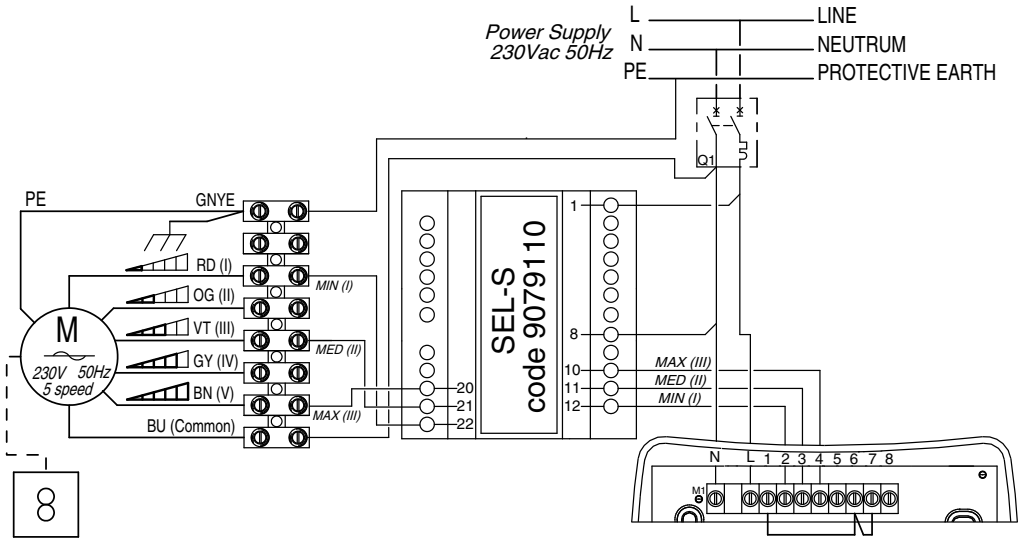 Power Supply
230Vac 50Hz
L LINE
N NEUTRUM
PE PROTECTIVE EARTH
Q1
PE GNYE
RD (I)
OG (II)
VT (III)
GY (IV)
BN (V)
BU (Common)
M
230V 50Hz
5 speed
8
MIN (I)
MED (II)
MAX (III)
20
21
22
SEL-S
code 9079110
1
8
10
11
12
MAX (III)
MED (II)
MIN (I)
N L 1 2 3 4 5 6 7 8
M1